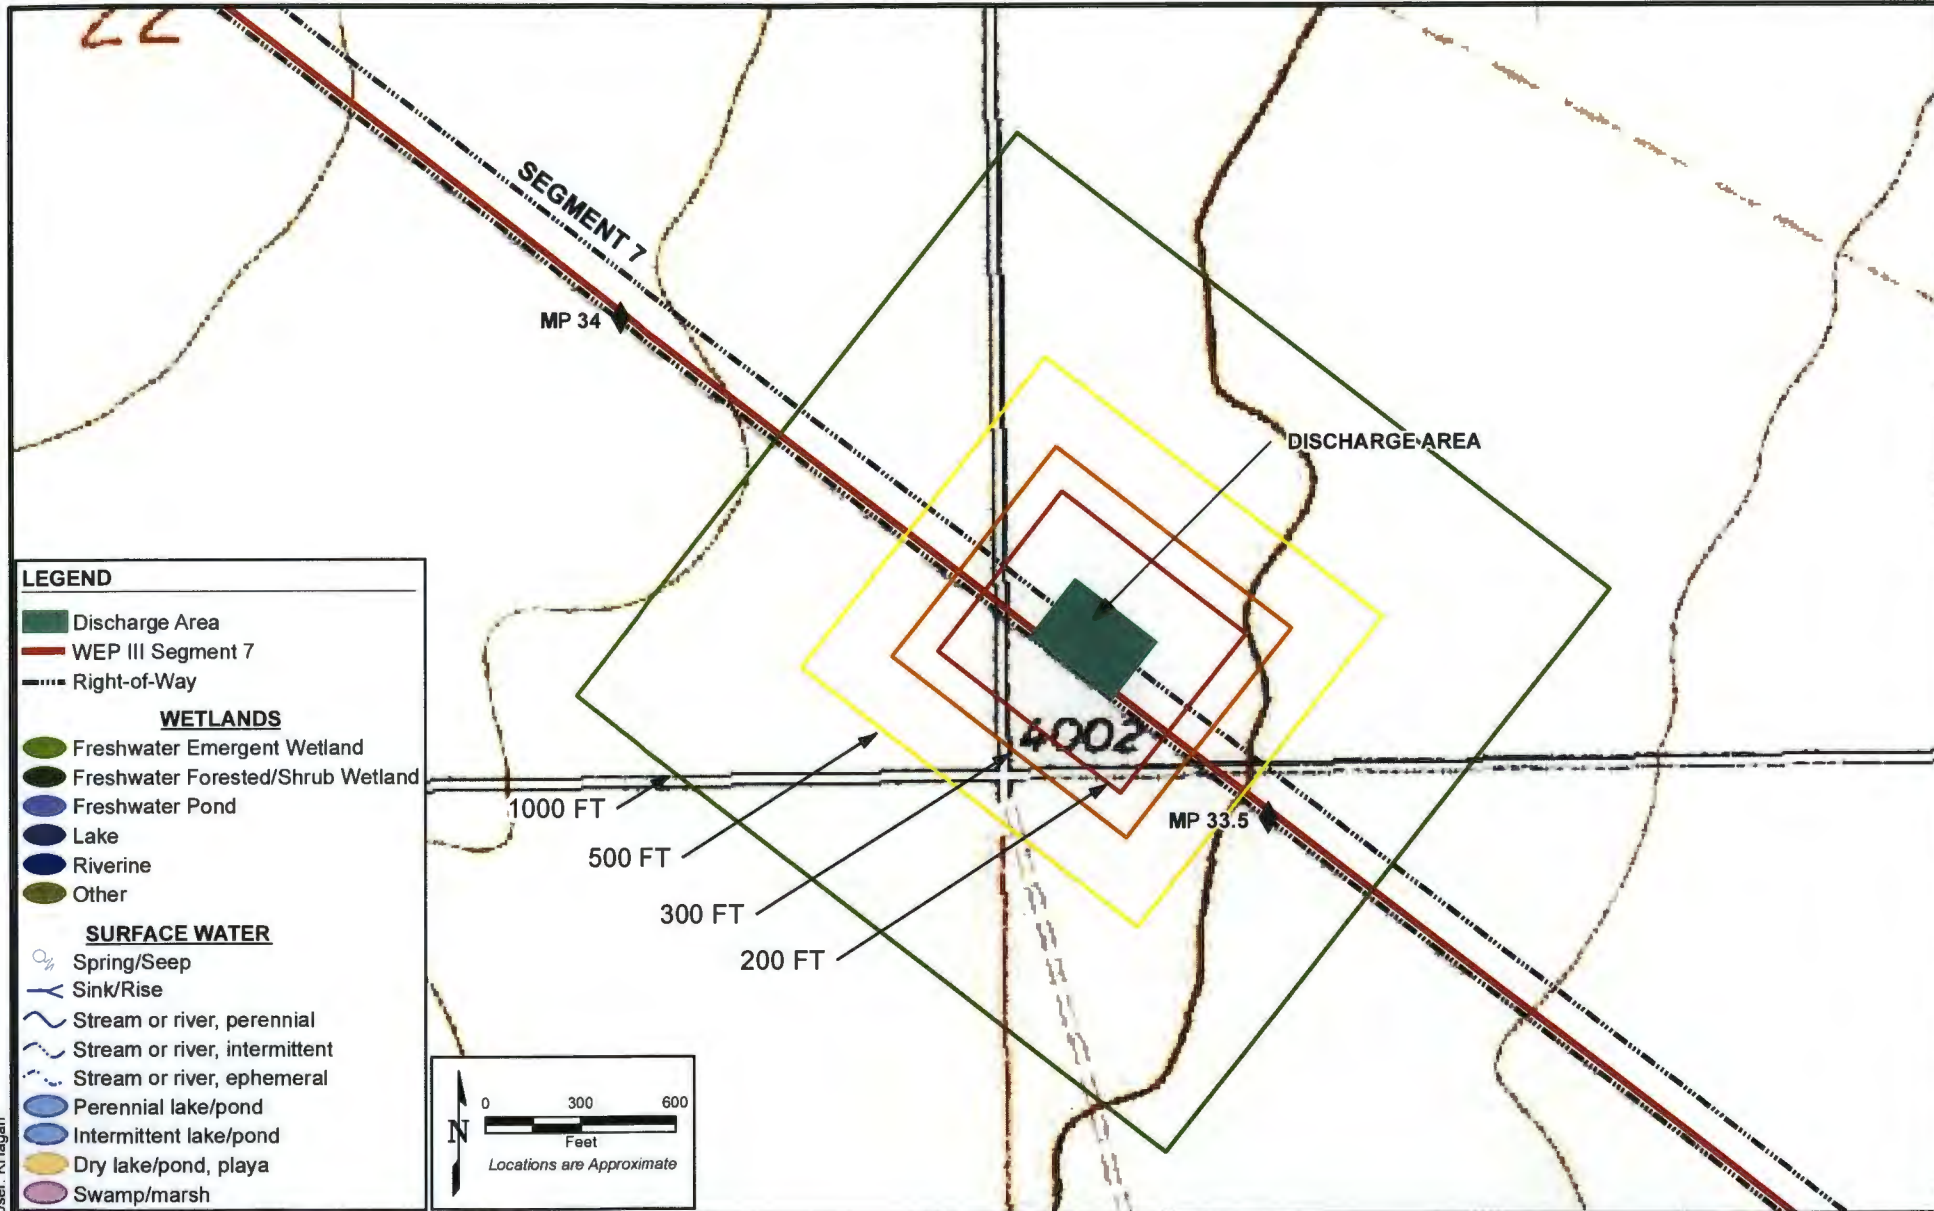 22
SEGMENT 7
MP 34
DISCHARGE AREA
4002
MP 33.5
1000 FT
500 FT
300 FT
200 FT
LEGEND
Discharge Area
WEP III Segment 7
Right-of-Way
WETLANDS
Freshwater Emergent Wetland
Freshwater Forested/Shrub Wetland
Freshwater Pond
Lake
Riverine
Other
SURFACE WATER
Spring/Seep
Sink/Rise
Stream or river, perennial
Stream or river, intermittent
Stream or river, ephemeral
Perennial lake/pond
Intermittent lake/pond
Dry lake/pond, playa
Swamp/marsh
N
0 300 600
Feet
Locations are Approximate